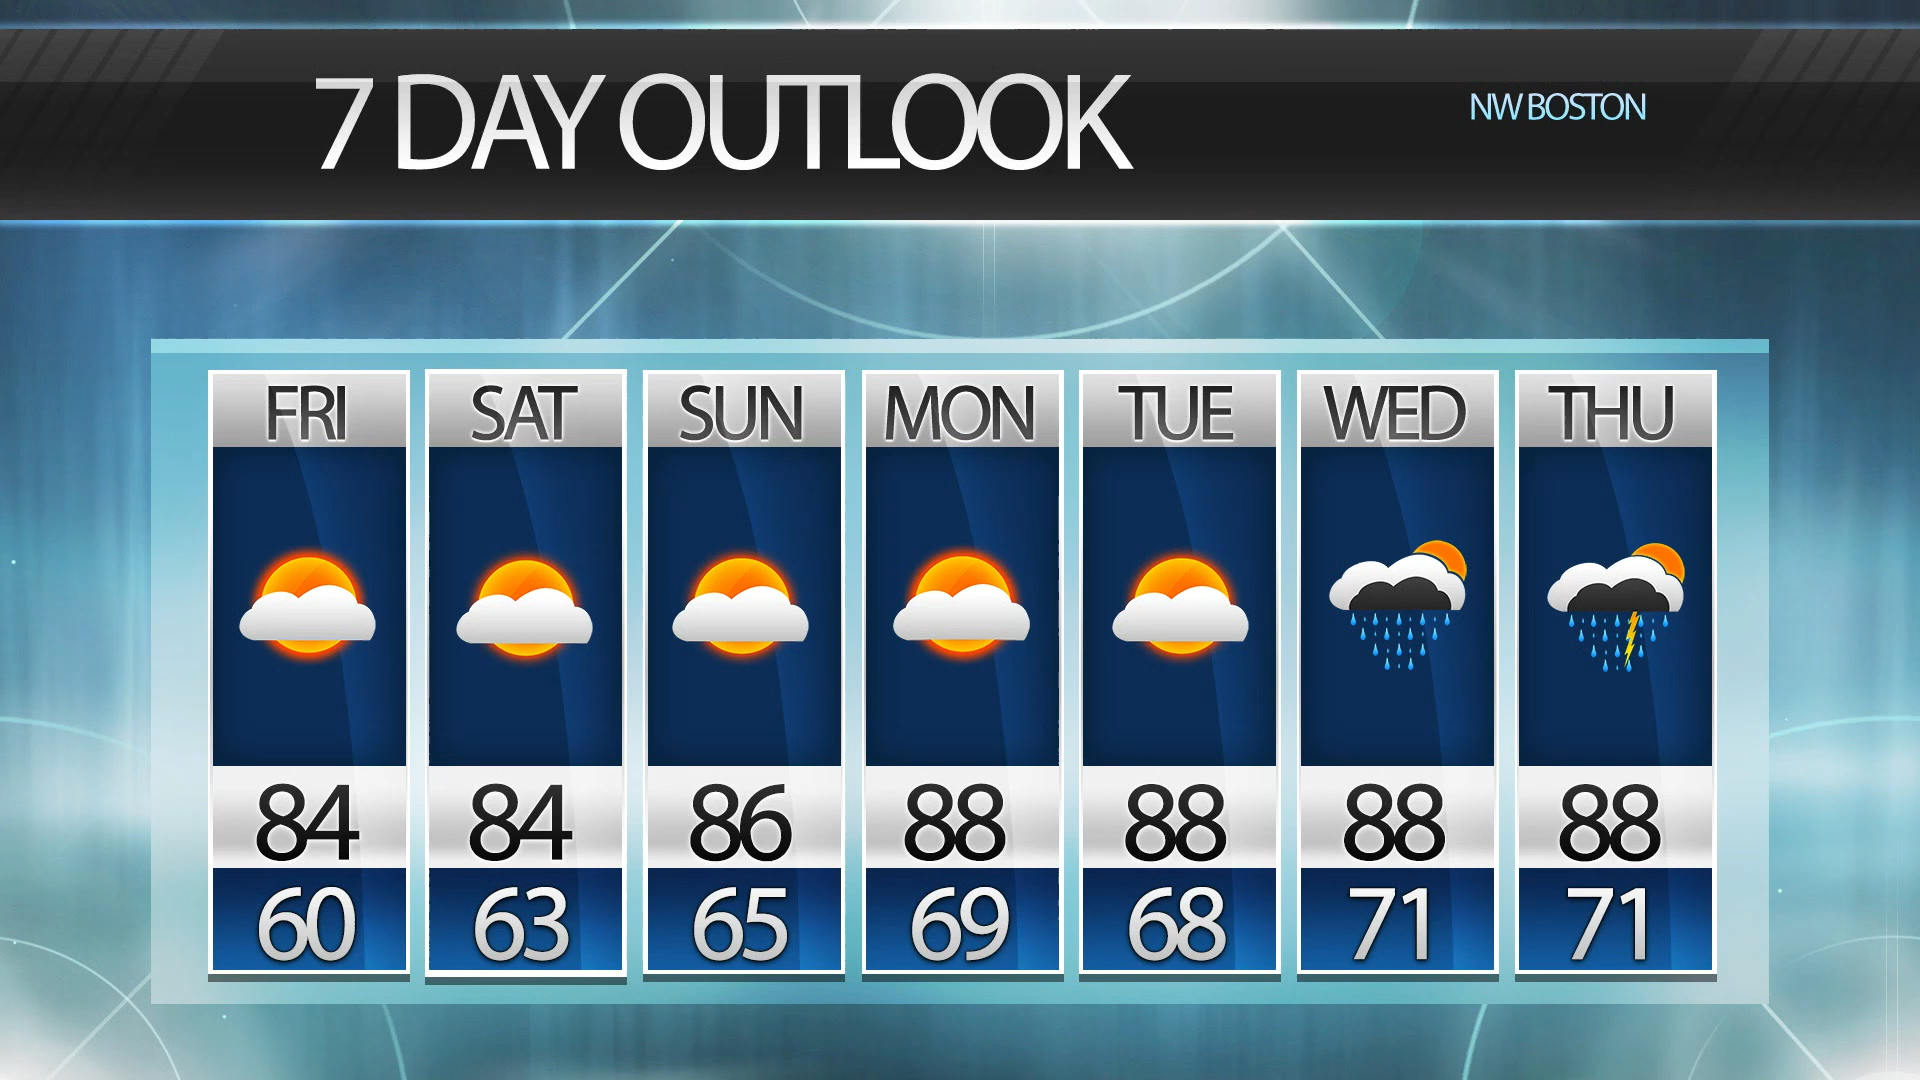 7 DAY OUTLOOK
NW BOSTON
FRI SAT SUN MON TUE WED THU
84 84 86 88 88 88 88
60 63 65 69 68 71 71